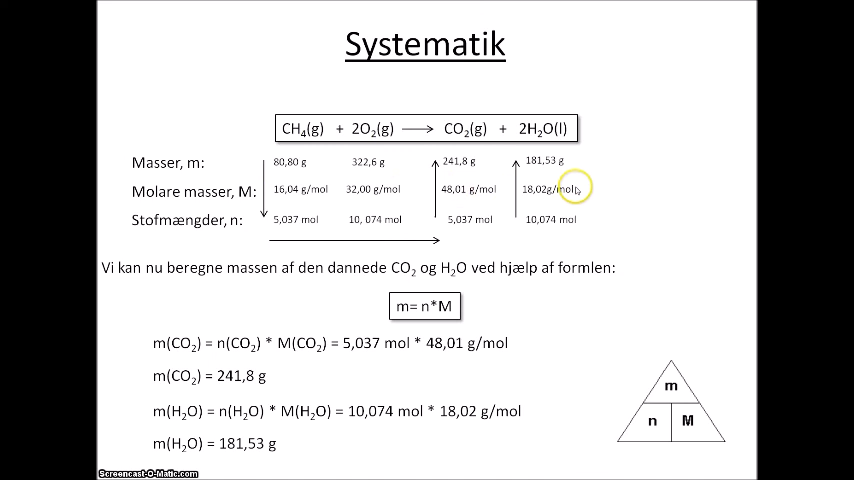 Systematik
CH₄(g) + 2O₂(g) ⟶ CO₂(g) + 2H₂O(l)
Masser, m: 80,80 g 322,6 g 241,8 g 181,53 g
Molare masser, M: 16,04 g/mol 32,00g/mol 48,01 g/mol 18,02g/mol
Stofmængder, n: 5,037 mol 10, 074 mol 5,037 mol 10,074 mol
Vi kan nu beregne massen af den dannede CO₂ og H₂O ved hjælp af formlen:
m= n*M
m(CO₂) = n(CO₂) * M(CO₂) = 5,037 mol * 48,01 g/mol
m(CO₂) = 241,8 g
m(H₂O) = n(H₂O) * M(H₂O) = 10,074 mol * 18,02 g/mol
m(H₂O) = 181,53 g
m
n M
Screencast-O-Matic.com